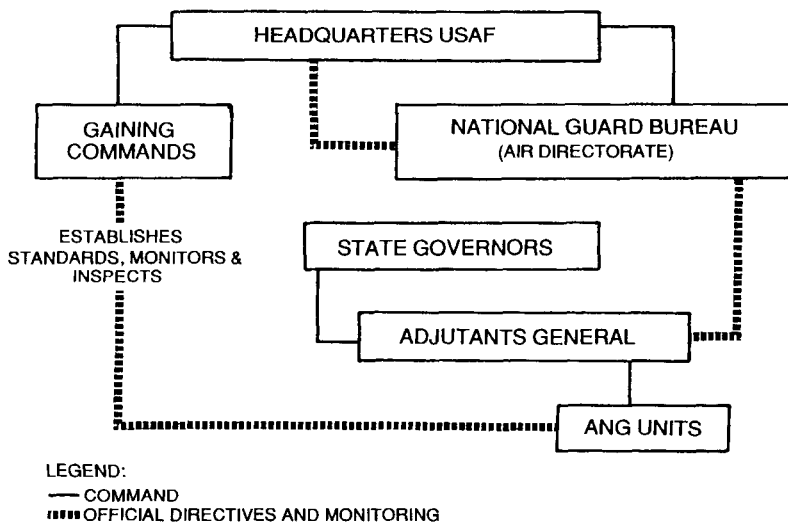 HEADQUARTERS USAF
GAINING
COMMANDS
NATIONAL GUARD BUREAU
(AIR DIRECTORATE)
ESTABLISHES
STANDARDS, MONITORS &
INSPECTS
STATE GOVERNORS
ADJUTANTS GENERAL
ANG UNITS
LEGEND:
COMMAND
OFFICIAL DIRECTIVES AND MONITORING